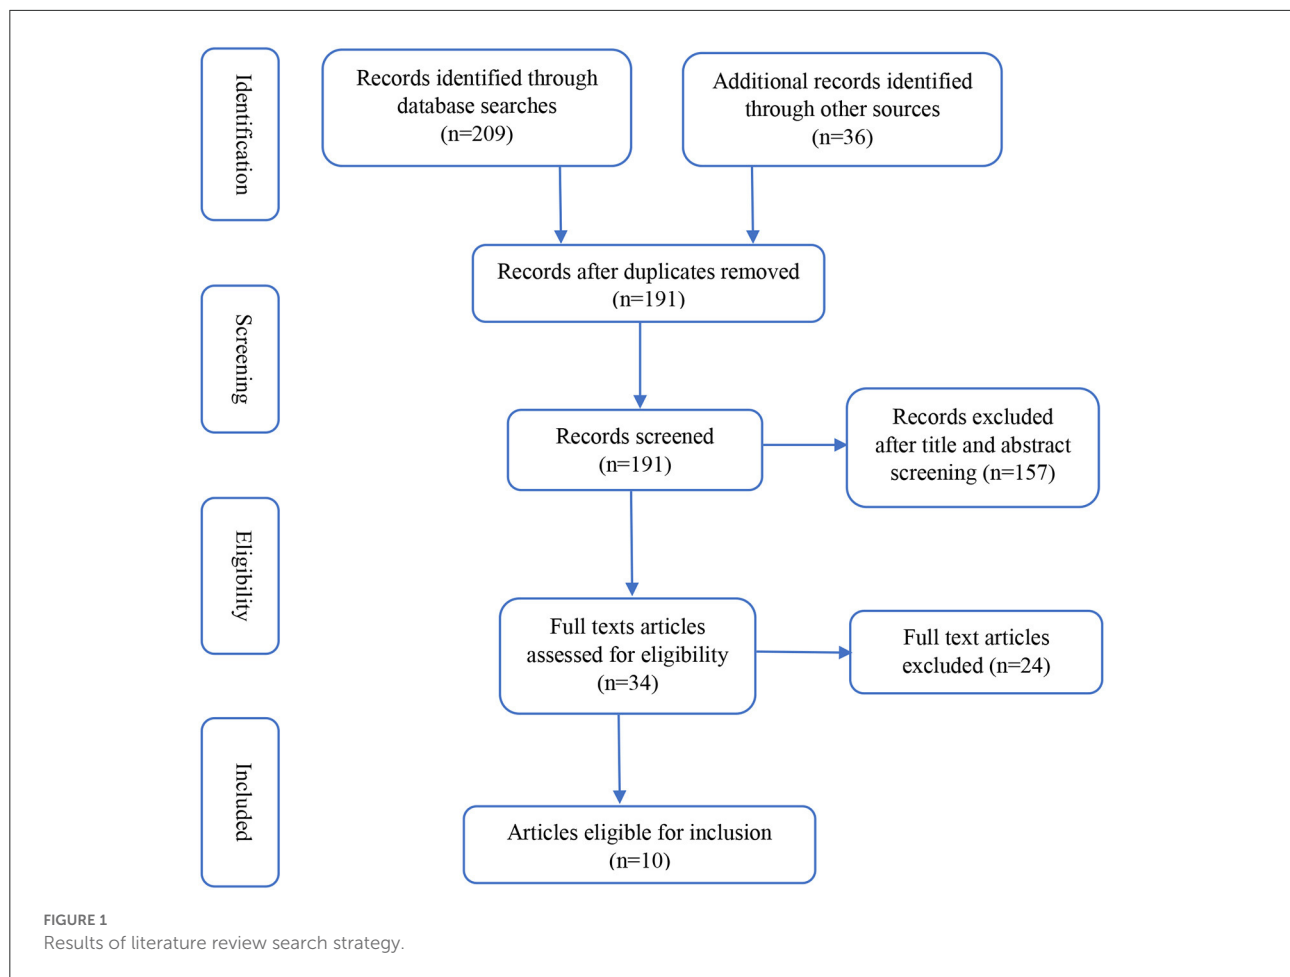 Identification
Records identified through
database searches
(n=209)
Additional records identified
through other sources
(n=36)
Records after duplicates removed
(n=191)
Screening
Records screened
(n=191)
Records excluded
after title and abstract
screening (n=157)
Eligibility
Full texts articles
assessed for eligibility
(n=34)
Full text articles
excluded (n=24)
Included
Articles eligible for inclusion
(n=10)
FIGURE 1
Results of literature review search strategy.